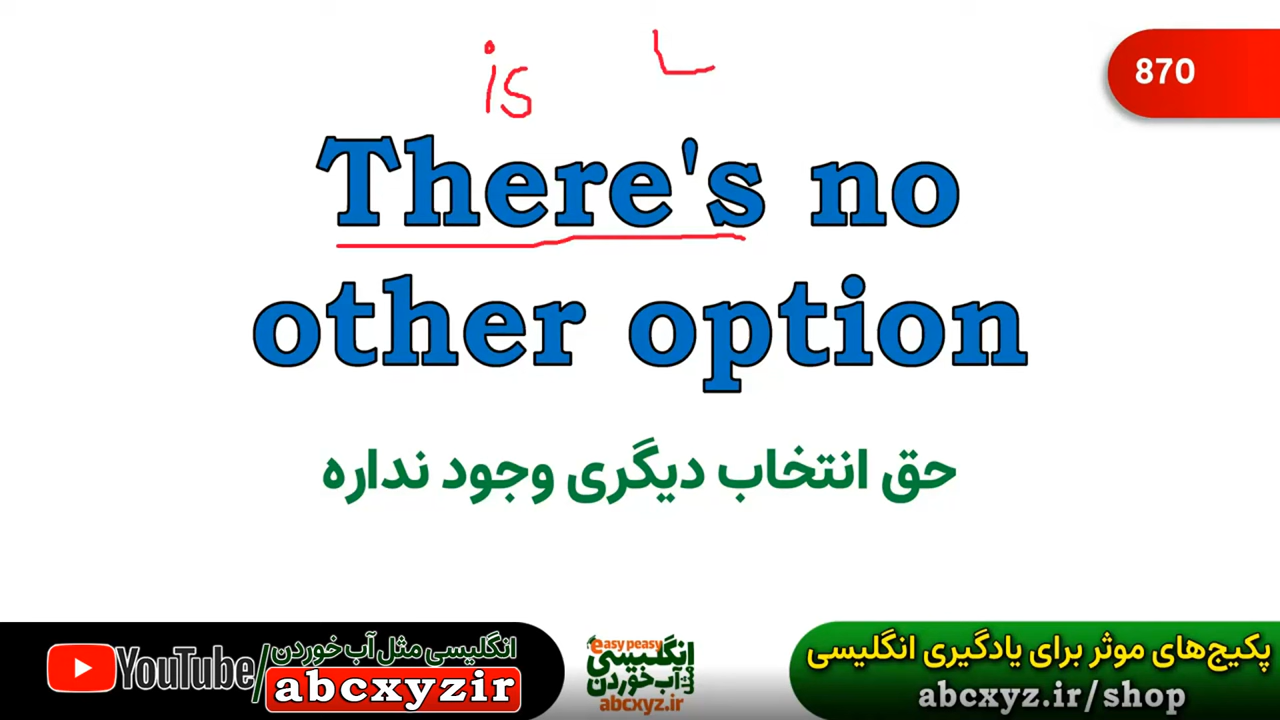 870
is
There's no
other option
حق انتخاب دیگری وجود نداره
YouTube/
انگلیسی مثل آب خوردن
abcxyzir
easy peasy
انگلیسی
مثل آب خوردن
abcxyz.ir
پکیج‌های موثر برای یادگیری انگلیسی
abcxyz.ir/shop